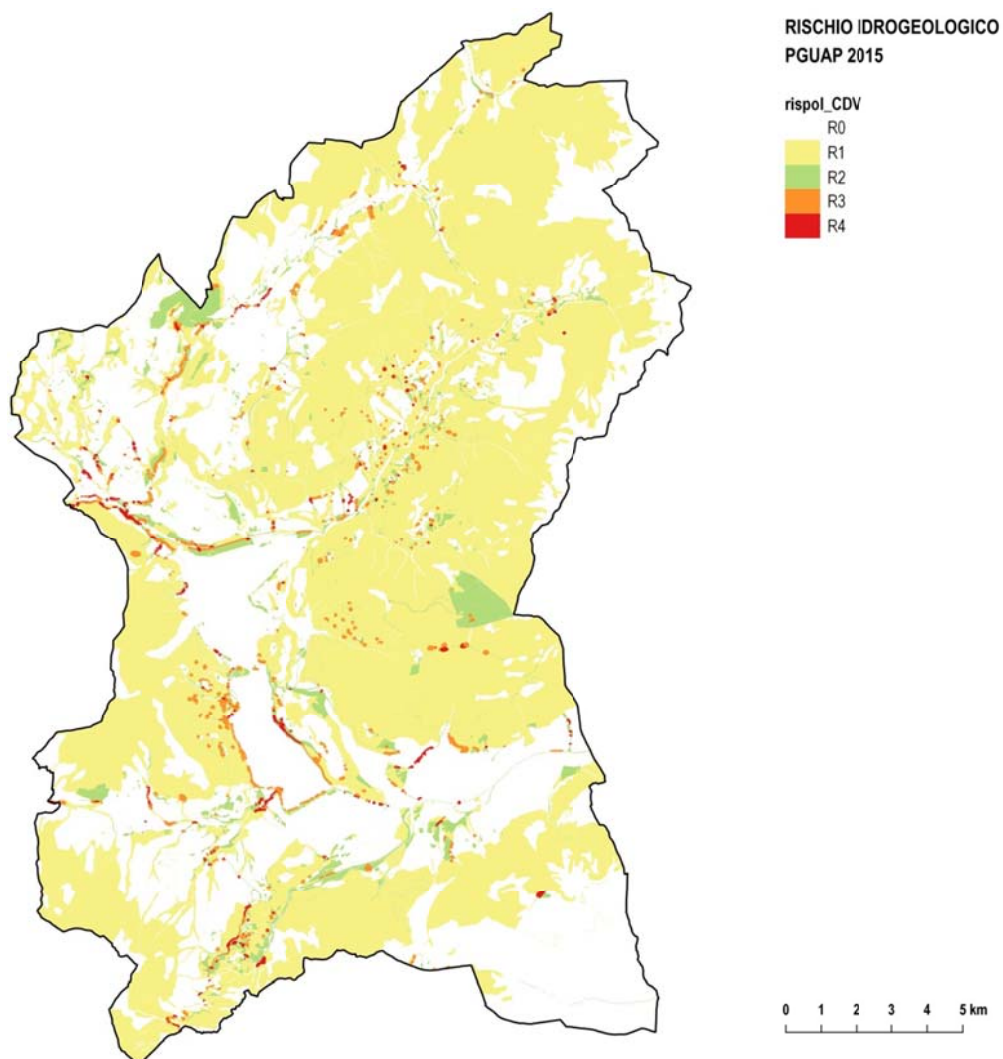 RISCHIO IDROGEOLOGICO
PGUAP 2015
rispol_CDV
R0
R1
R2
R3
R4
0 1 2 3 4 5 km